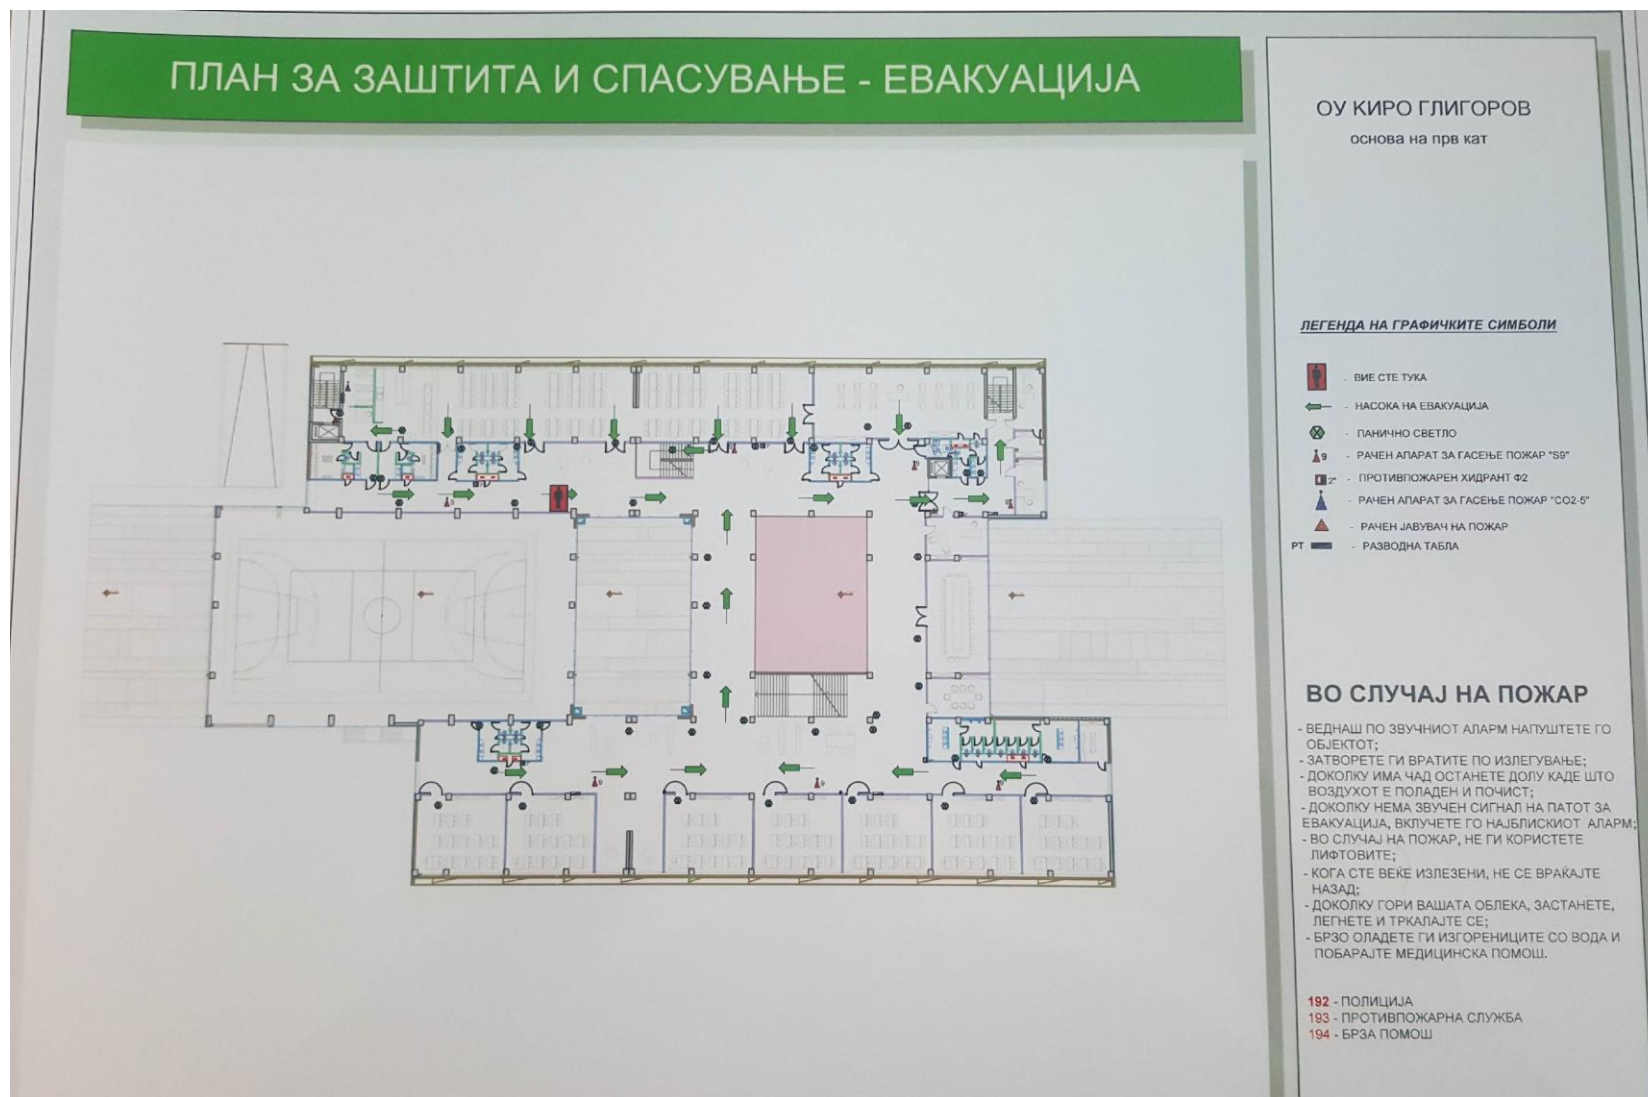 ПЛАН ЗА ЗАШТИТА И СПАСУВАЊЕ - ЕВАКУАЦИЈА
ОУ КИРО ГЛИГОРОВ
основа на прв кат
ЛЕГЕНДА НА ГРАФИЧКИТЕ СИМБОЛИ
- ВИЕ СТЕ ТУКА
- НАСОКА НА ЕВАКУАЦИЈА
- ПАНИЧНО СВЕТЛО
9 - РАЧЕН АПАРАТ ЗА ГАСЕЊЕ ПОЖАР "S9"
2" - ПРОТИВПОЖАРЕН ХИДРАНТ Ф2
- РАЧЕН АПАРАТ ЗА ГАСЕЊЕ ПОЖАР "CO2-5"
- РАЧЕН ЈАВУВАЧ НА ПОЖАР
РТ - РАЗВОДНА ТАБЛА
ВО СЛУЧАЈ НА ПОЖАР
- ВЕДНАШ ПО ЗВУЧНИОТ АЛАРМ НАПУШТЕТЕ ГО
ОБЈЕКТОТ;
- ЗАТВОРЕТЕ ГИ ВРАТИТЕ ПО ИЗЛЕГУВАЊЕ;
- ДОКОЛКУ ИМА ЧАД ОСТАНЕТЕ ДОЛУ КАДЕ ШТО
ВОЗДУХОТ Е ПОЛАДЕН И ПОЧИСТ;
- ДОКОЛКУ НЕМА ЗВУЧЕН СИГНАЛ НА ПАТОТ ЗА
ЕВАКУАЦИЈА, ВКЛУЧЕТЕ ГО НАЈБЛИСКИОТ АЛАРМ;
- ВО СЛУЧАЈ НА ПОЖАР, НЕ ГИ КОРИСТЕТЕ
ЛИФТОВИТЕ;
- КОГА СТЕ ВЕЌЕ ИЗЛЕЗЕНИ, НЕ СЕ ВРАЌАЈТЕ
НАЗАД;
- ДОКОЛКУ ГОРИ ВАШАТА ОБЛЕКА, ЗАСТАНЕТЕ,
ЛЕГНЕТЕ И ТРКАЛАЈТЕ СЕ;
- БРЗО ОЛАДЕТЕ ГИ ИЗГОРЕНИЦИТЕ СО ВОДА И
ПОБАРАЈТЕ МЕДИЦИНСКА ПОМОШ.
192 - ПОЛИЦИЈА
193 - ПРОТИВПОЖАРНА СЛУЖБА
194 - БРЗА ПОМОШ